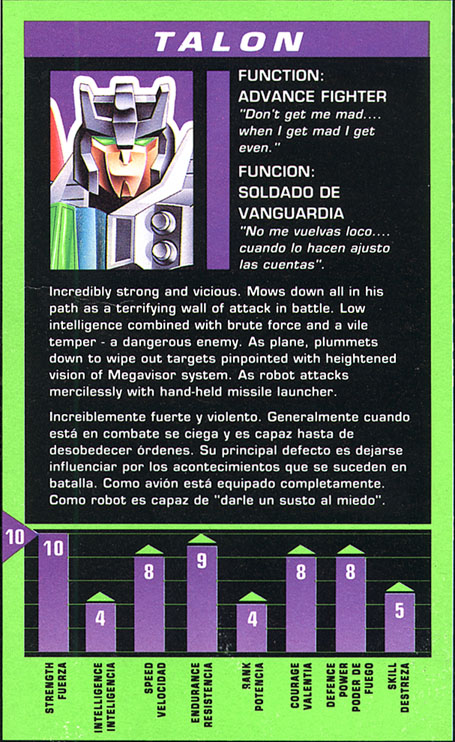 TALON
FUNCTION:
ADVANCE FIGHTER
"Don't get me mad....
when I get mad I get
even."
FUNCION:
SOLDADO DE
VANGUARDIA
"No me vuelvas loco....
cuando lo hacen ajusto
las cuentas".
Incredibly strong and vicious. Mows down all in his
path as a terrifying wall of attack in battle. Low
intelligence combined with brute force and a vile
temper - a dangerous enemy. As plane, plummets
down to wipe out targets pinpointed with heightened
vision of Megavisor system. As robot attacks
mercilessly with hand-held missile launcher.
Increiblemente fuerte y violento. Generalmente cuando
está en combate se ciega y es capaz hasta de
desobedecer órdenes. Su principal defecto es dejarse
influenciar por los acontecimientos que se suceden en
batalla. Como avión está equipado completamente.
Como robot es capaz de "darle un susto al miedo".
10
10
4
8
9
4
8
8
5
STRENGTH
FUERZA
INTELLIGENCE
INTELIGENCIA
SPEED
VELOCIDAD
ENDURANCE
RESISTENCIA
RANK
POTENCIA
COURAGE
VALENTIA
DEFENCE
POWER
PODER DE
FUEGO
SKILL
DESTREZA